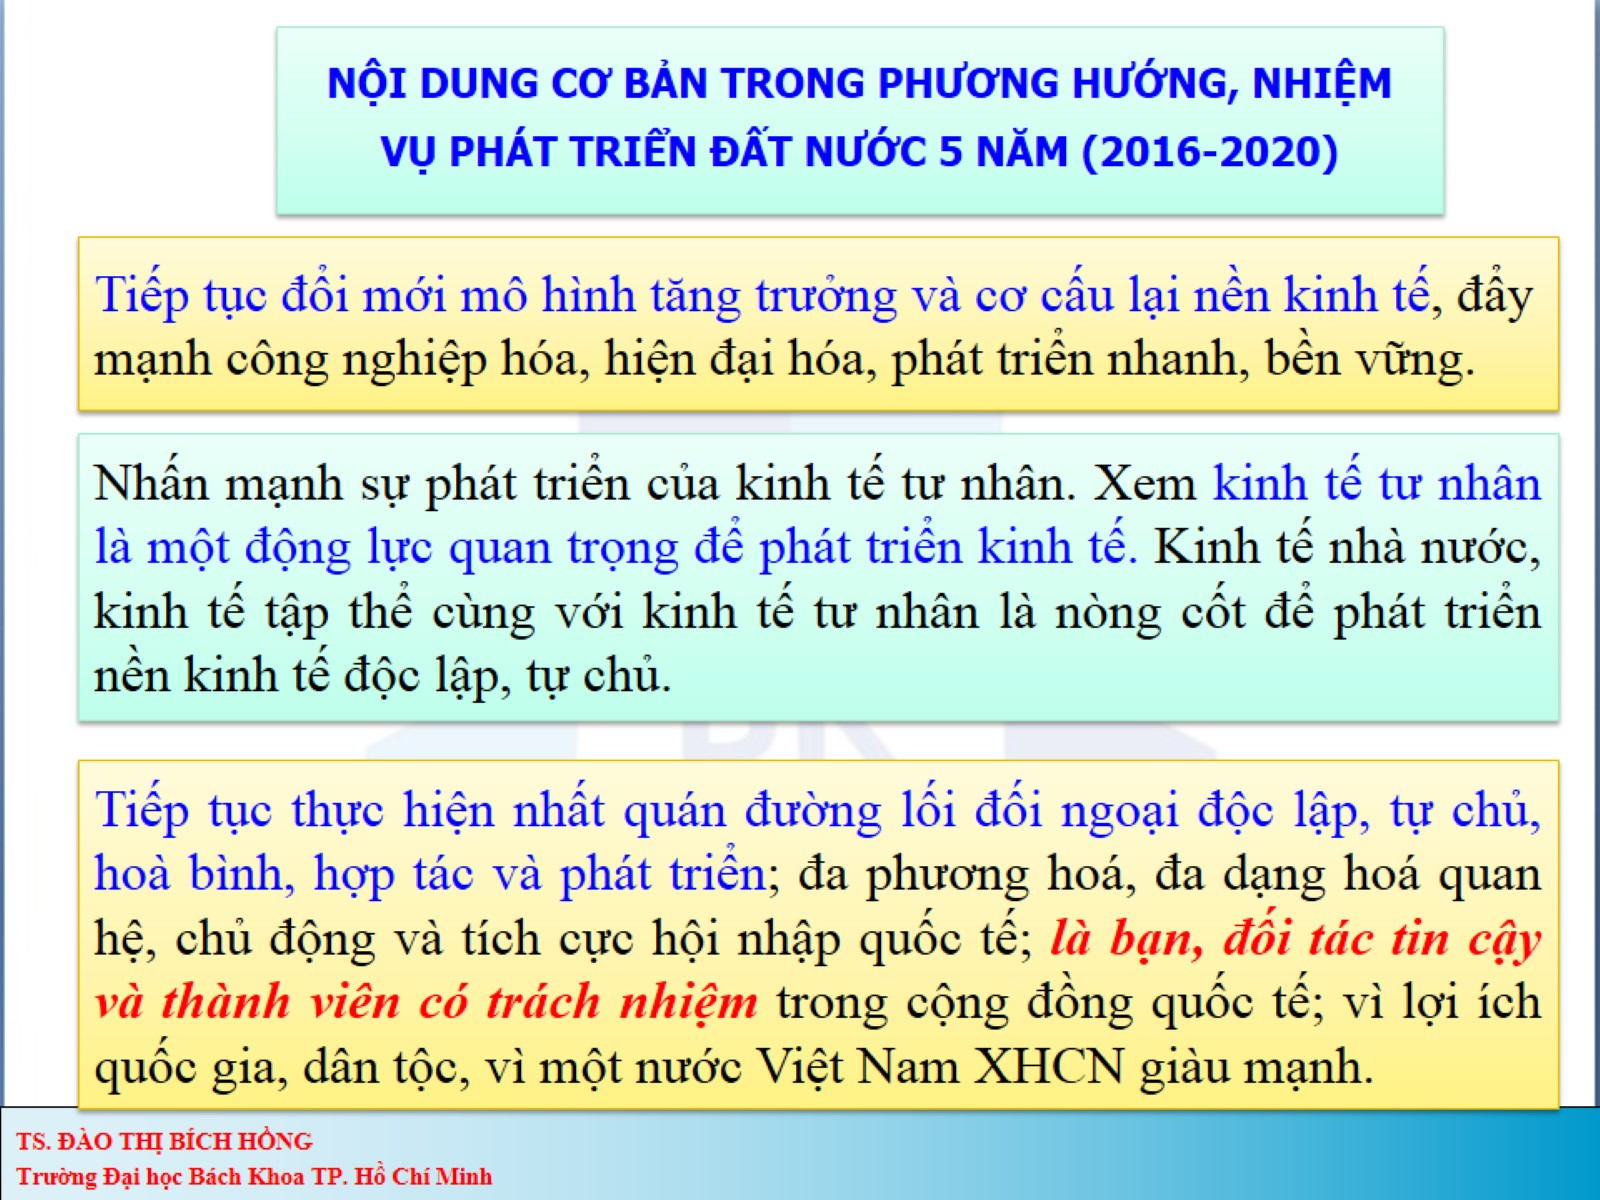 NỘI DUNG CƠ BẢN TRONG PHƯƠNG HƯỚNG, NHIỆM
VỤ PHÁT TRIỂN ĐẤT NƯỚC 5 NĂM (2016-2020)
Tiếp tục đổi mới mô hình tăng trưởng và cơ cấu lại nền kinh tế, đẩy
mạnh công nghiệp hóa, hiện đại hóa, phát triển nhanh, bền vững.
Nhấn mạnh sự phát triển của kinh tế tư nhân. Xem kinh tế tư nhân
là một động lực quan trọng để phát triển kinh tế. Kinh tế nhà nước,
kinh tế tập thể cùng với kinh tế tư nhân là nòng cốt để phát triển
nền kinh tế độc lập, tự chủ.
BK
Tiếp tục thực hiện nhất quán đường lối đối ngoại độc lập, tự chủ,
hoà bình, hợp tác và phát triển; đa phương hoá, đa dạng hoá quan
hệ, chủ động và tích cực hội nhập quốc tế; là bạn, đối tác tin cậy
và thành viên có trách nhiệm trong cộng đồng quốc tế; vì lợi ích
quốc gia, dân tộc, vì một nước Việt Nam XHCN giàu mạnh.
TS. ĐÀO THỊ BÍCH HỒNG
Trường Đại học Bách Khoa TP. Hồ Chí Minh